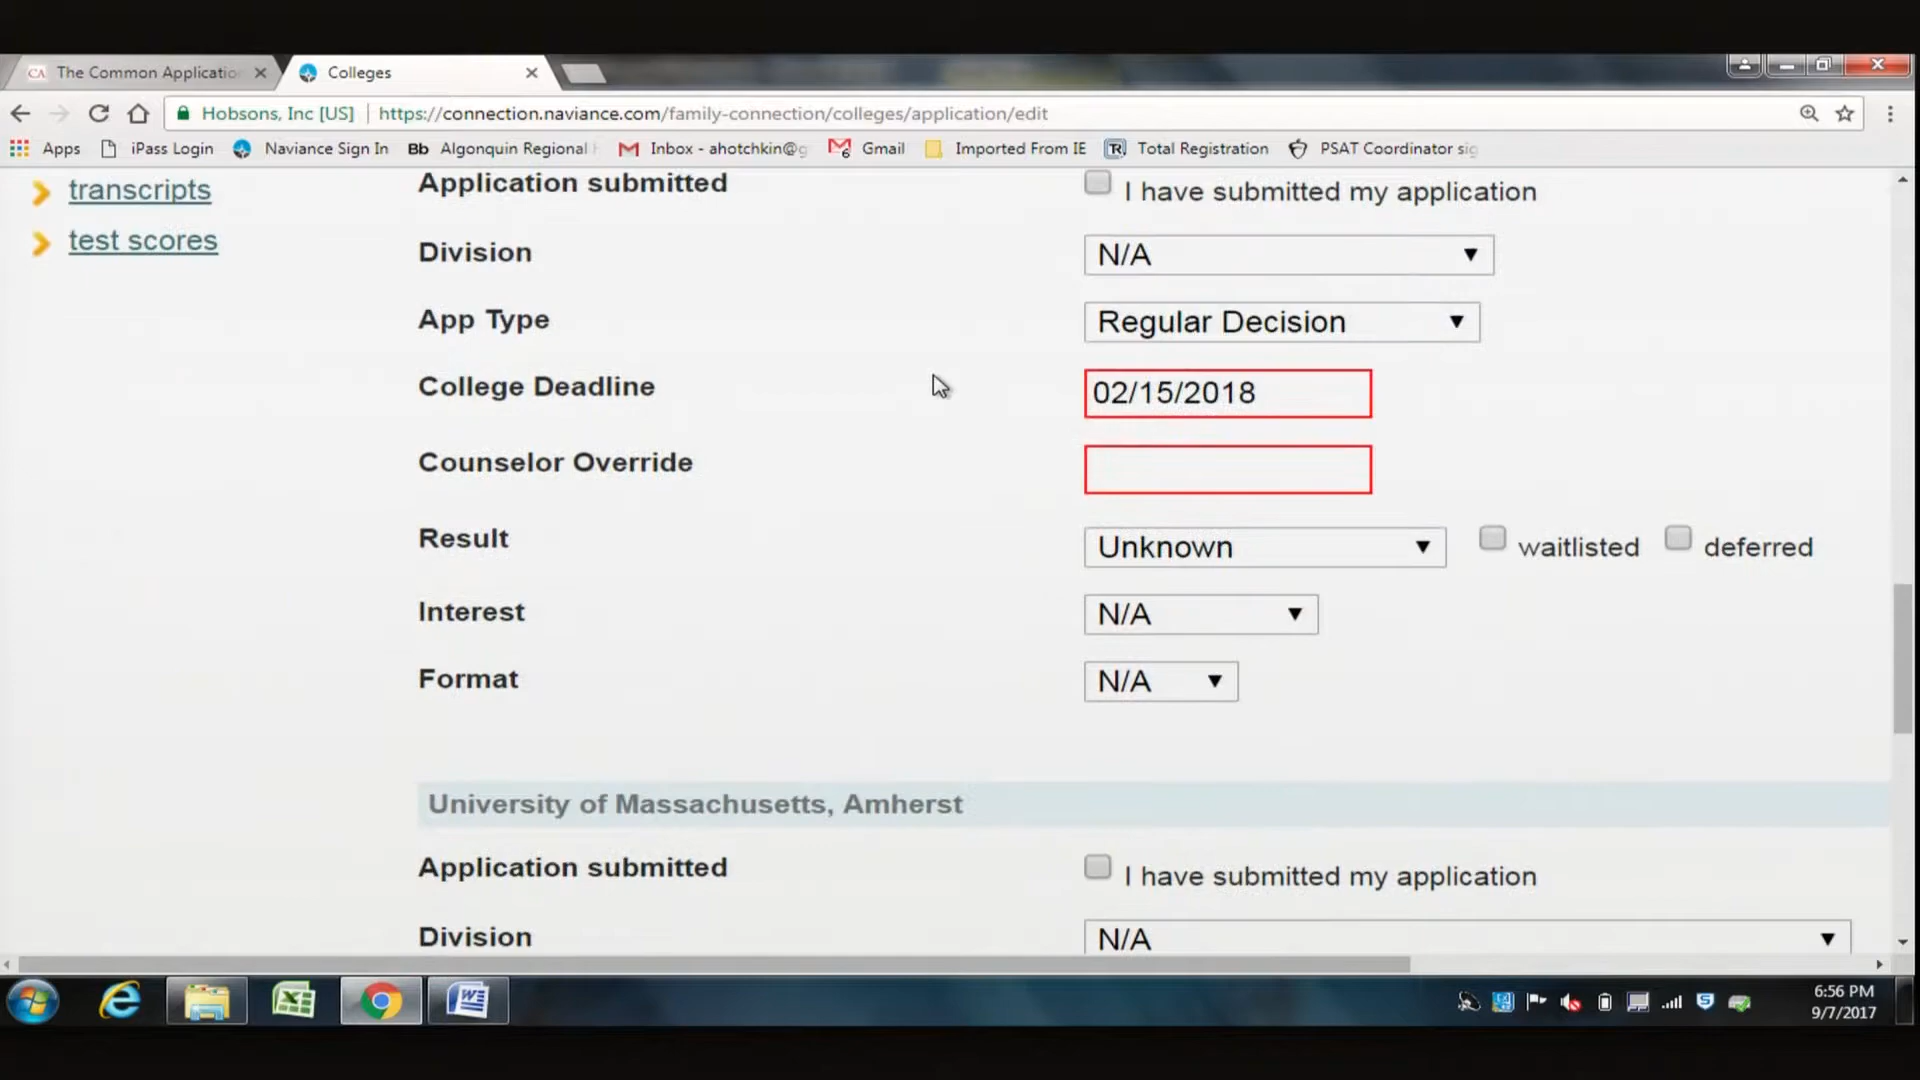 CA The Common Applicatio
Colleges
Hobsons, Inc [US] https://connection.naviance.com/family-connection/colleges/application/edit
Apps iPass Login Naviance Sign In Bb Algonquin Regional Inbox - ahotchkin@g Gmail Imported From IE Total Registration PSAT Coordinator sig
transcripts
test scores
Application submitted I have submitted my application
Division N/A
App Type Regular Decision
College Deadline 02/15/2018
Counselor Override
Result Unknown waitlisted deferred
Interest N/A
Format N/A
University of Massachusetts, Amherst
Application submitted I have submitted my application
Division N/A
6:56 PM
9/7/2017